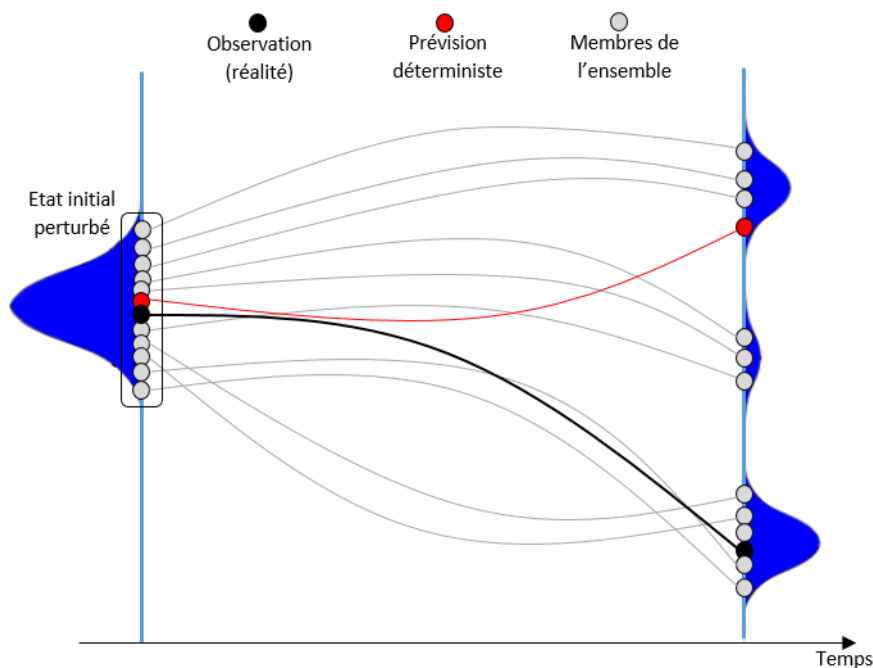 Observation
(réalité)
Prévision
déterministe
Membres de
l'ensemble
Etat initial
perturbé
Temps